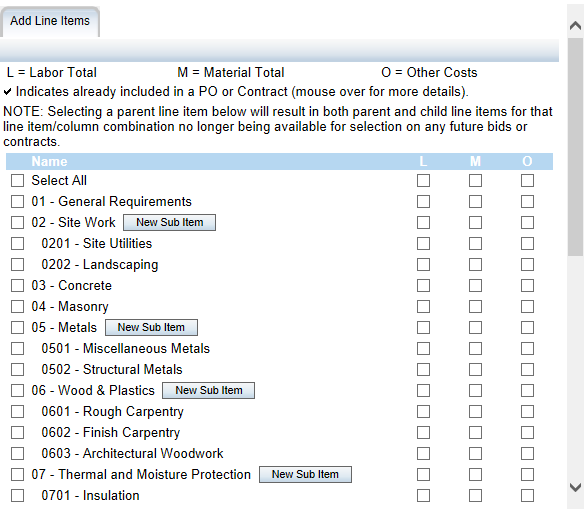 Add Line Items
L = Labor Total M = Material Total O = Other Costs
✔ Indicates already included in a PO or Contract (mouse over for more details).
NOTE: Selecting a parent line item below will result in both parent and child line items for that
line item/column combination no longer being available for selection on any future bids or
contracts.
Name L M O
Select All
01 - General Requirements
02 - Site Work New Sub Item
0201 - Site Utilities
0202 - Landscaping
03 - Concrete
04 - Masonry
05 - Metals New Sub Item
0501 - Miscellaneous Metals
0502 - Structural Metals
06 - Wood & Plastics New Sub Item
0601 - Rough Carpentry
0602 - Finish Carpentry
0603 - Architectural Woodwork
07 - Thermal and Moisture Protection New Sub Item
0701 - Insulation